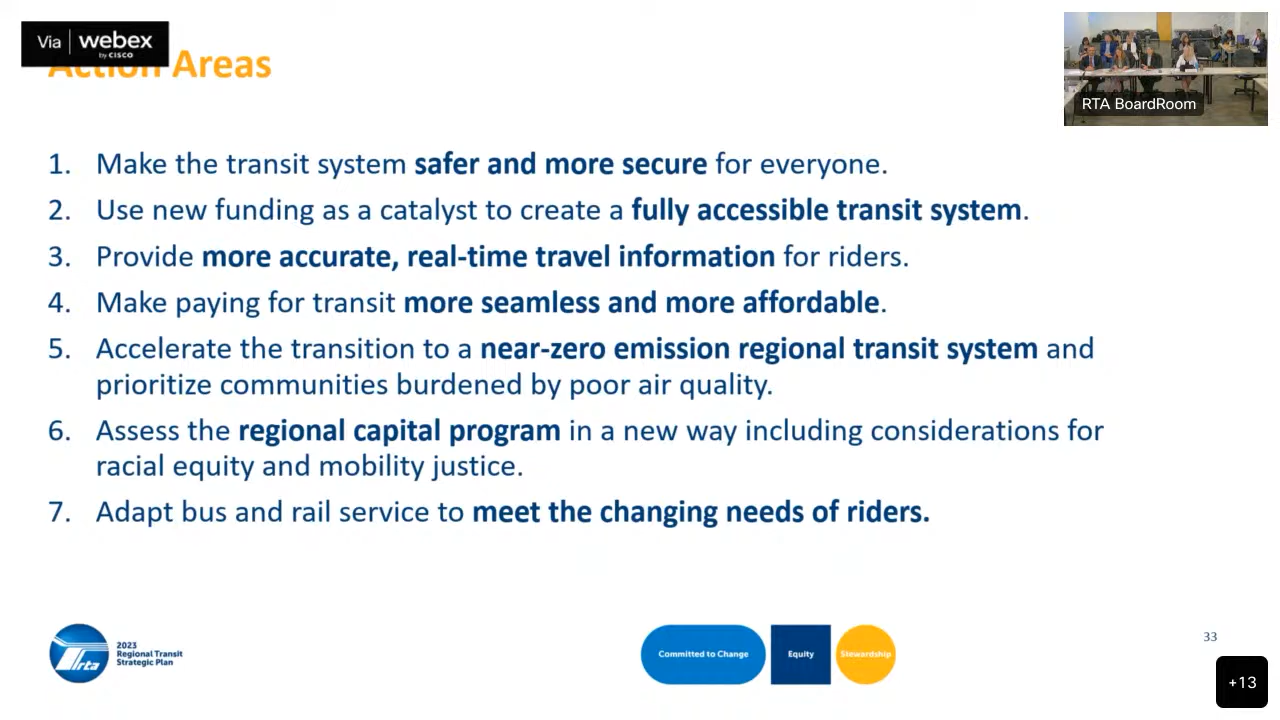 Via webex
by CISCO
Action Areas
RTA BoardRoom
1. Make the transit system safer and more secure for everyone.
2. Use new funding as a catalyst to create a fully accessible transit system.
3. Provide more accurate, real-time travel information for riders.
4. Make paying for transit more seamless and more affordable.
5. Accelerate the transition to a near-zero emission regional transit system and
prioritize communities burdened by poor air quality.
6. Assess the regional capital program in a new way including considerations for
racial equity and mobility justice.
7. Adapt bus and rail service to meet the changing needs of riders.
rta
2023
Regional Transit
Strategic Plan
Committed to Change
Equity
Stewardship
33
+13